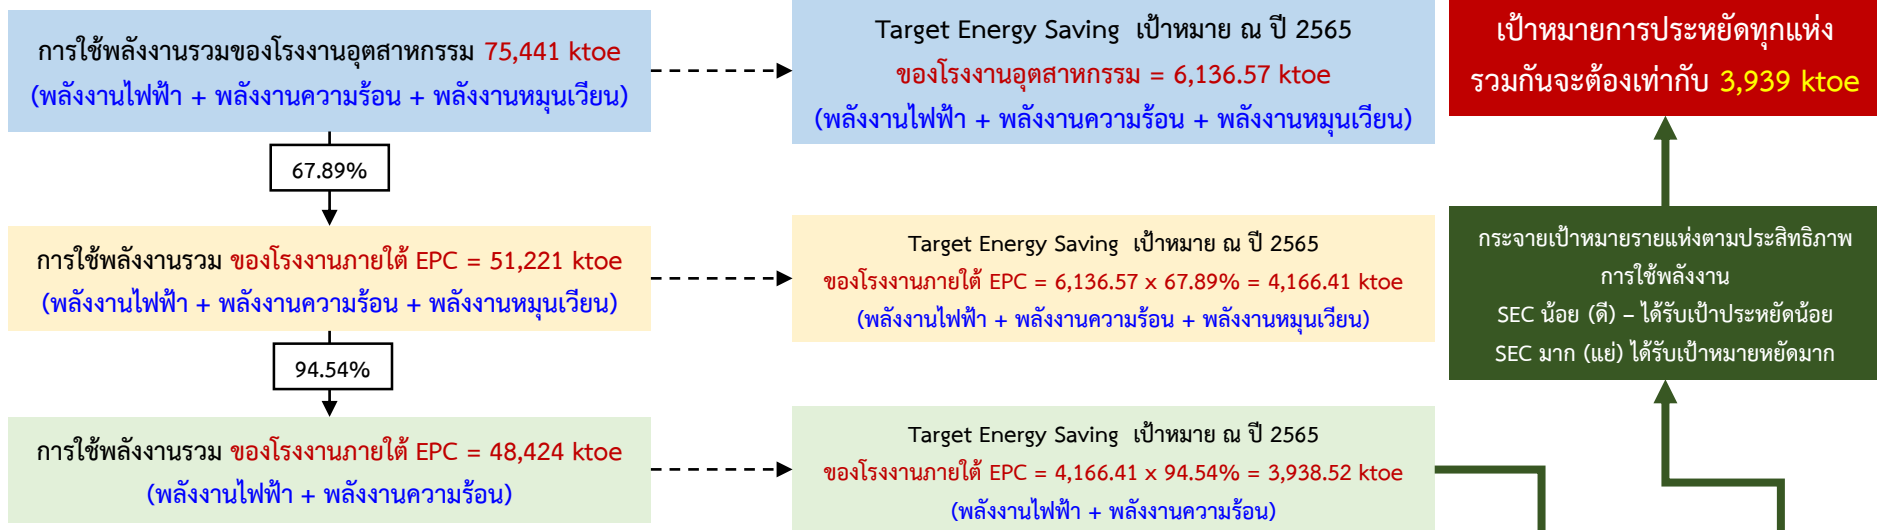 การใช้พลังงานรวมของโรงงานอุตสาหกรรม 75,441 ktoe
(พลังงานไฟฟ้า + พลังงานความร้อน + พลังงานหมุนเวียน)
Target Energy Saving เป้าหมาย ณ ปี 2565
ของโรงงานอุตสาหกรรม = 6,136.57 ktoe
(พลังงานไฟฟ้า + พลังงานความร้อน + พลังงานหมุนเวียน)
เป้าหมายการประหยัดทุกแห่ง
รวมกันจะต้องเท่ากับ 3,939 ktoe
67.89%
การใช้พลังงานรวม ของโรงงานภายใต้ EPC = 51,221 ktoe
(พลังงานไฟฟ้า + พลังงานความร้อน + พลังงานหมุนเวียน)
Target Energy Saving เป้าหมาย ณ ปี 2565
ของโรงงานภายใต้ EPC = 6,136.57 x 67.89% = 4,166.41 ktoe
(พลังงานไฟฟ้า + พลังงานความร้อน + พลังงานหมุนเวียน)
กระจายเป้าหมายรายแห่งตามประสิทธิภาพ
การใช้พลังงาน
SEC น้อย (ดี) – ได้รับเป้าประหยัดน้อย
SEC มาก (แย่) ได้รับเป้าหมายหยัดมาก
94.54%
การใช้พลังงานรวม ของโรงงานภายใต้ EPC = 48,424 ktoe
(พลังงานไฟฟ้า + พลังงานความร้อน)
Target Energy Saving เป้าหมาย ณ ปี 2565
ของโรงงานภายใต้ EPC = 4,166.41 x 94.54% = 3,938.52 ktoe
(พลังงานไฟฟ้า + พลังงานความร้อน)